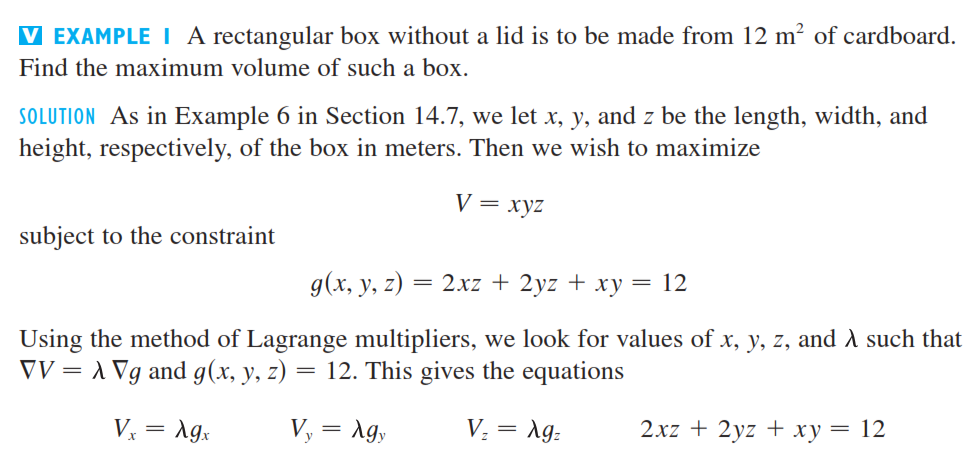 V EXAMPLE 1 A rectangular box without a lid is to be made from 12 m² of cardboard.
Find the maximum volume of such a box.
SOLUTION As in Example 6 in Section 14.7, we let x, y, and z be the length, width, and
height, respectively, of the box in meters. Then we wish to maximize
V = xyz
subject to the constraint
g(x, y, z) = 2xz + 2yz + xy = 12
Using the method of Lagrange multipliers, we look for values of x, y, z, and λ such that
∇V = λ ∇g and g(x, y, z) = 12. This gives the equations
Vₓ = λgₓ V_y = λg_y V_z = λg_z 2xz + 2yz + xy = 12